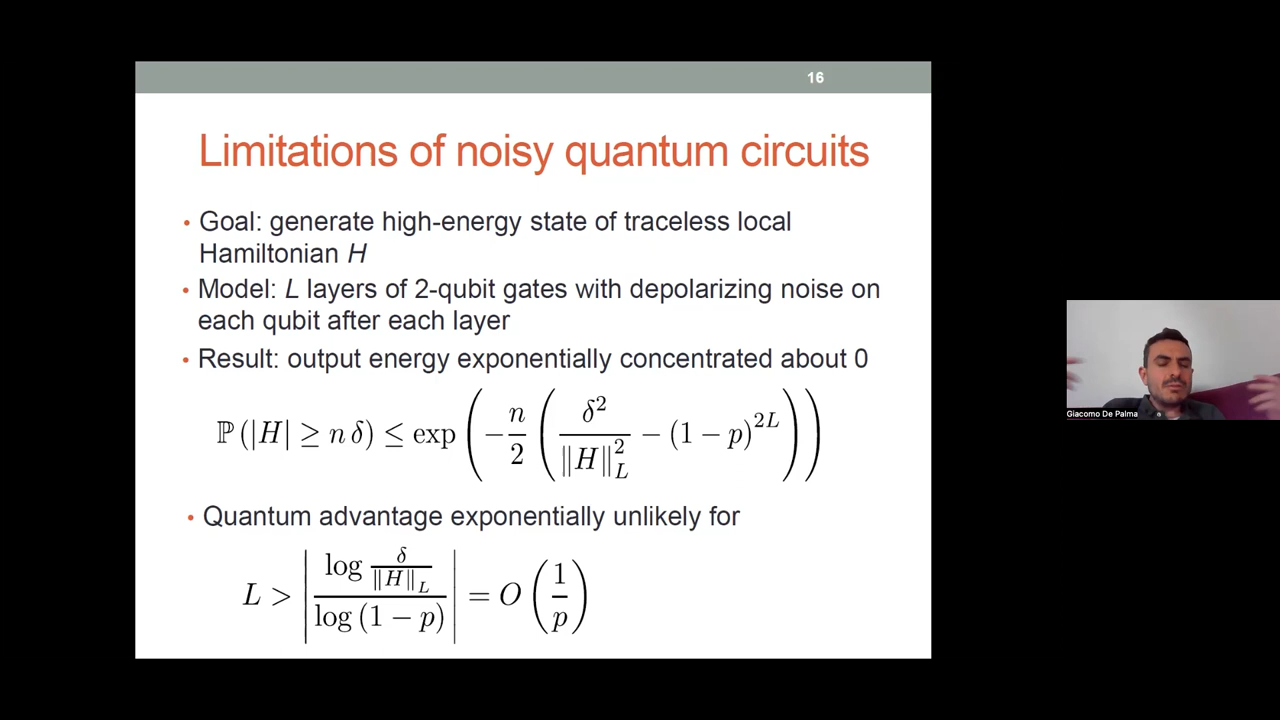 16
Limitations of noisy quantum circuits
• Goal: generate high-energy state of traceless local
Hamiltonian H
• Model: L layers of 2-qubit gates with depolarizing noise on
each qubit after each layer
• Result: output energy exponentially concentrated about 0
ℙ(|H| ≥ n δ) ≤ exp(−n/2 (δ²/‖H‖²_L − (1 − p)^{2L}))
• Quantum advantage exponentially unlikely for
L > |log (δ/‖H‖_L) / log (1 − p)| = O(1/p)
Giacomo De Palma